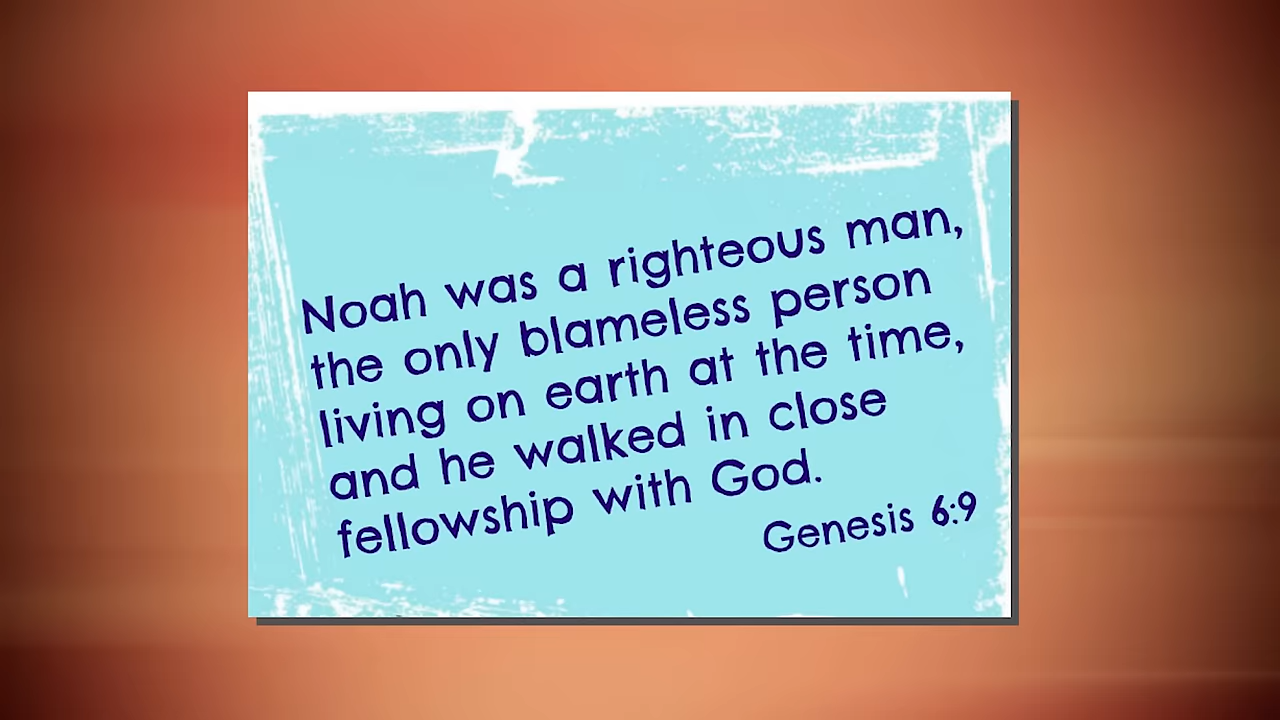 Noah was a righteous man,
the only blameless person
living on earth at the time,
and he walked in close
fellowship with God.
Genesis 6:9